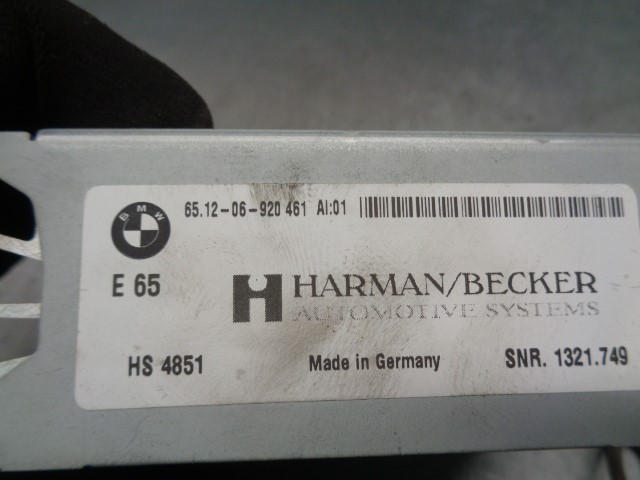 BMW
65.12-06-920 461 AI:01
E 65
HARMAN/BECKER
AUTOMOTIVE SYSTEMS
HS 4851
Made in Germany
SNR. 1321.749